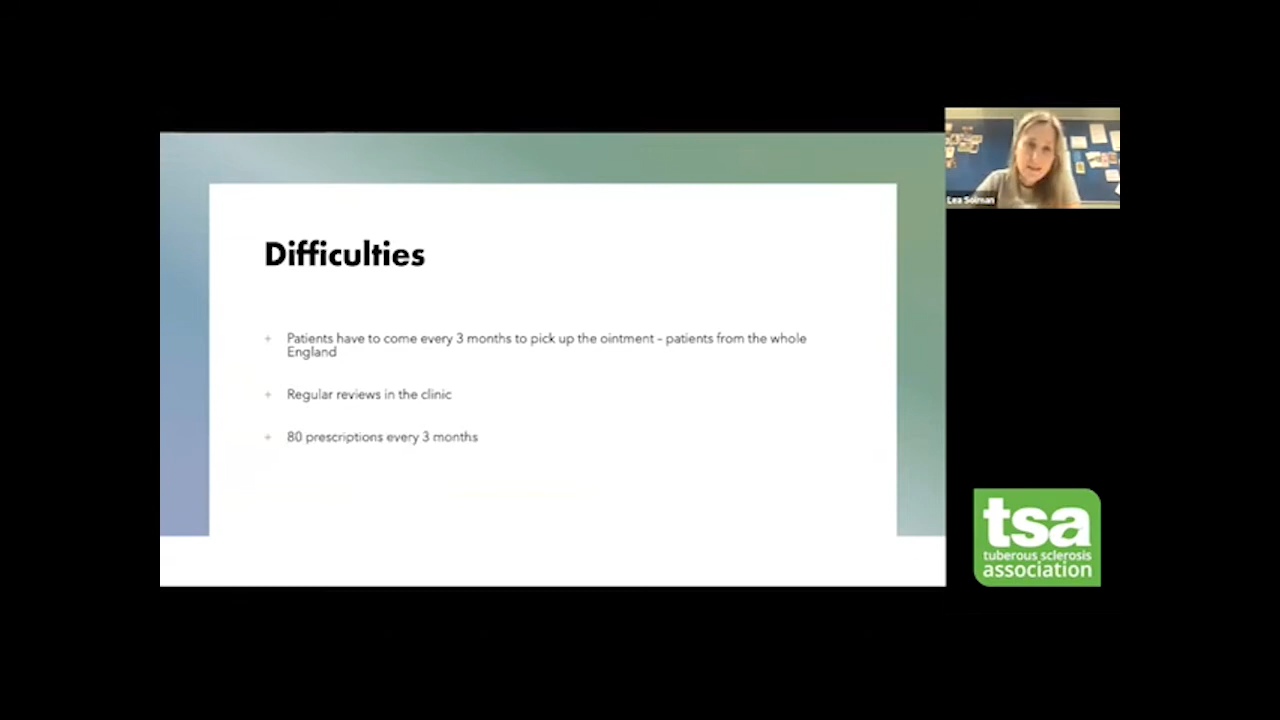 Difficulties
Patients have to come every 3 months to pick up the ointment - patients from the whole
England
Regular reviews in the clinic
80 prescriptions every 3 months
Lea Solman
tsa
tuberous sclerosis
association